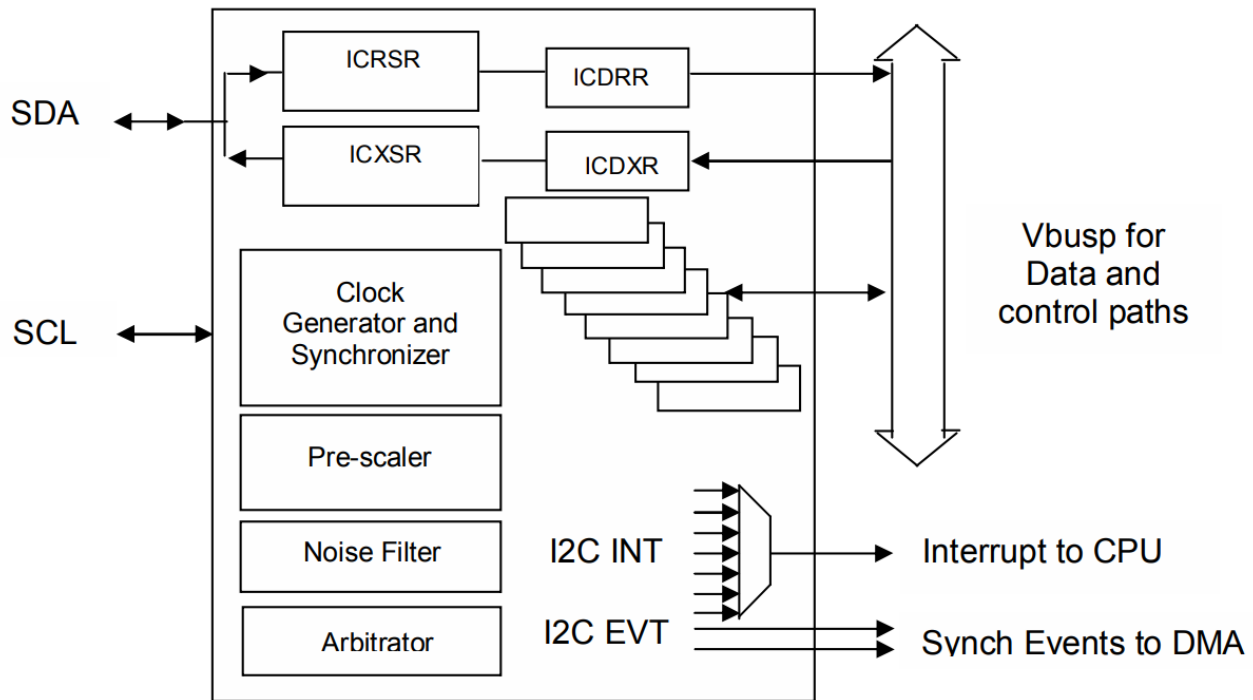 ICRSR
ICDRR
SDA
ICXSR
ICDXR
Vbusp for
Data and
control paths
Clock
Generator and
Synchronizer
SCL
Pre-scaler
Noise Filter
I2C INT
Interrupt to CPU
Arbitrator
I2C EVT
Synch Events to DMA